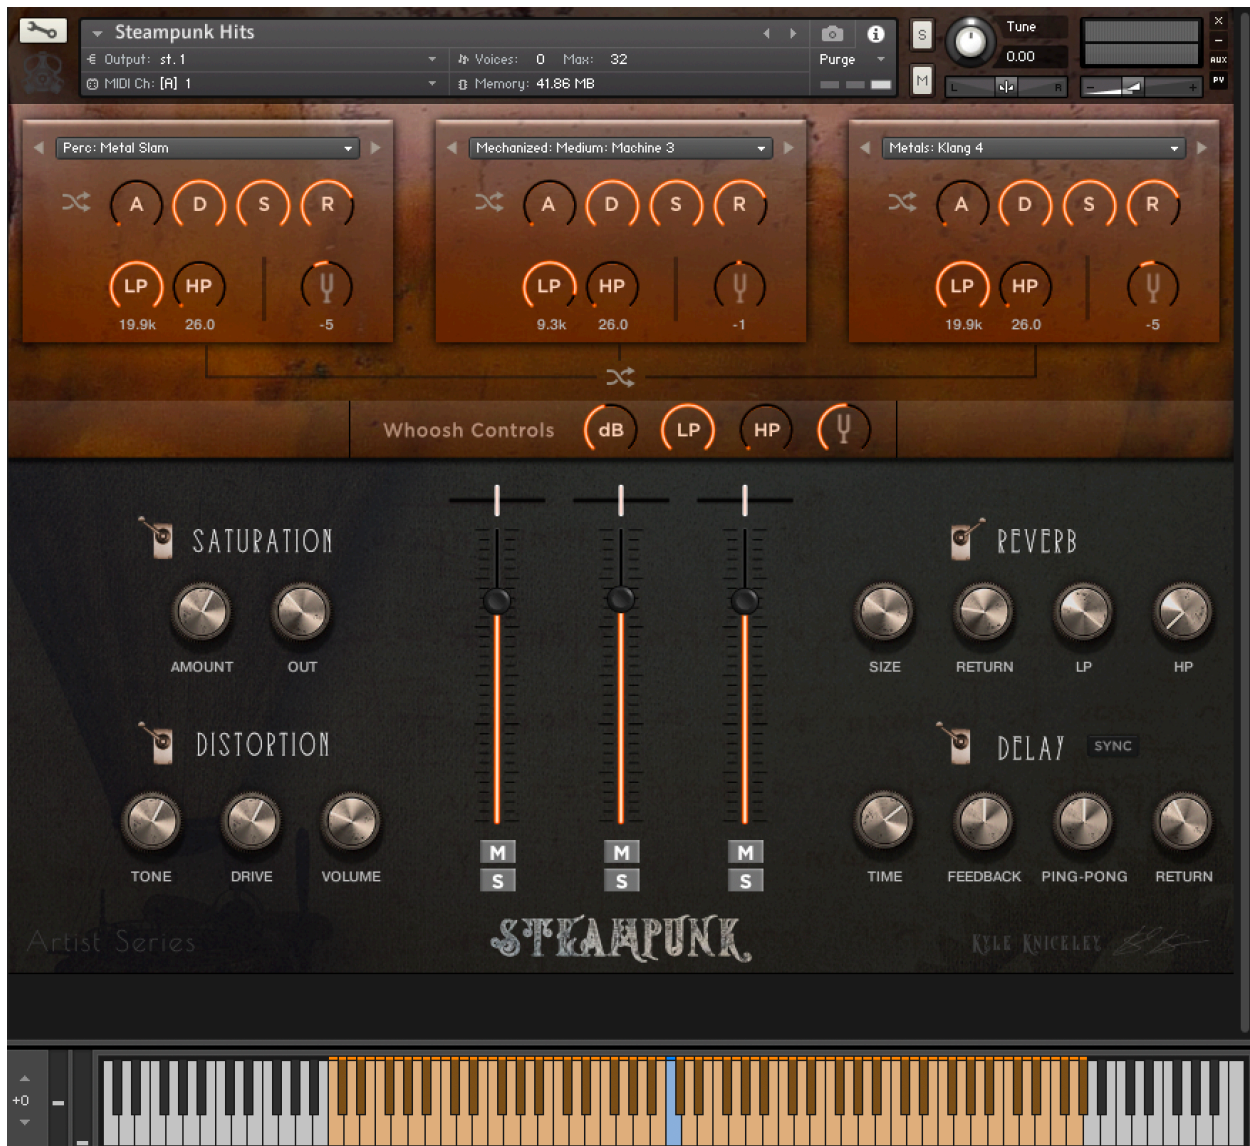 Steampunk Hits
S
Tune
0.00
×
−
AUX
PV
Output: st.1
Voices: 0 Max: 32
Purge
MIDI Ch: [A] 1
Memory: 41.86 MB
M
L
R
−
+
Perc: Metal Slam
Mechanized: Medium: Machine 3
Metals: Klang 4
A D S R
A D S R
A D S R
LP HP
LP HP
LP HP
19.9k 26.0 -5
9.3k 26.0 -1
19.9k 26.0 -5
Whoosh Controls dB LP HP
SATURATION
REVERB
AMOUNT OUT
SIZE RETURN LP HP
DISTORTION
DELAY SYNC
M M M
TONE DRIVE VOLUME
S S S
TIME FEEDBACK PING-PONG RETURN
Artist Series
STEAMPUNK
KYLE KNICKLEY
+0